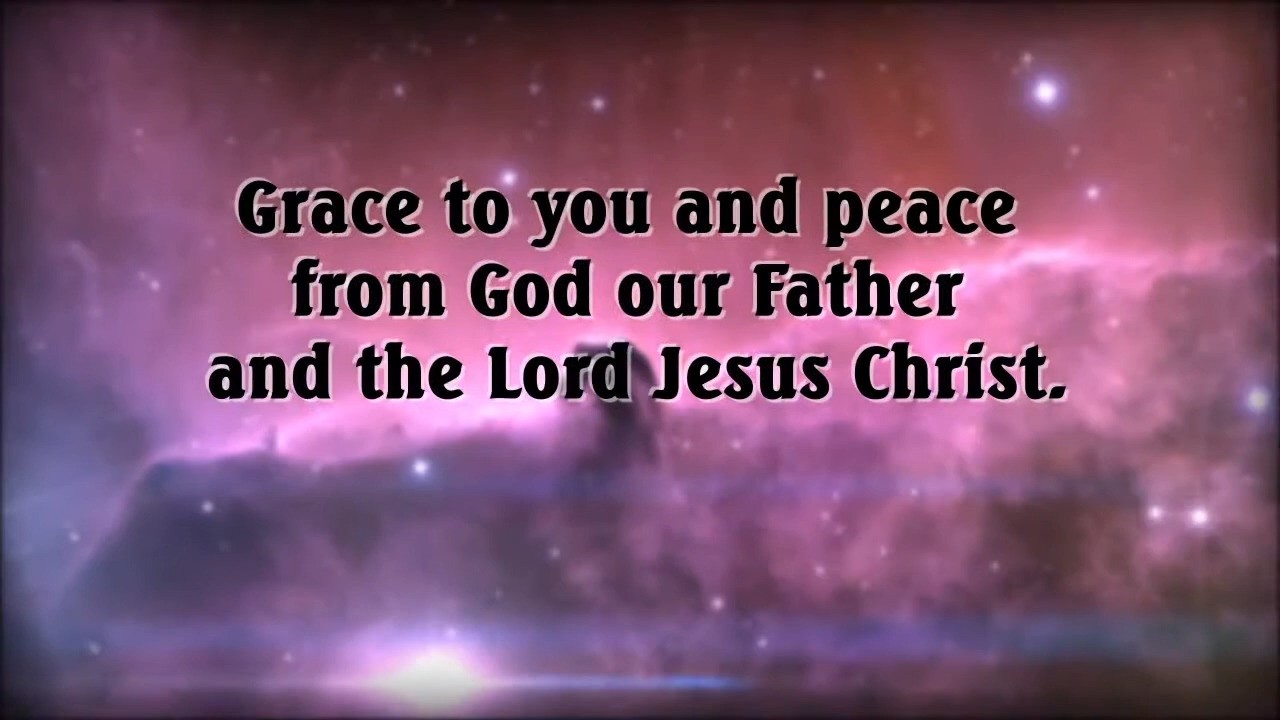 Grace to you and peace
from God our Father
and the Lord Jesus Christ.